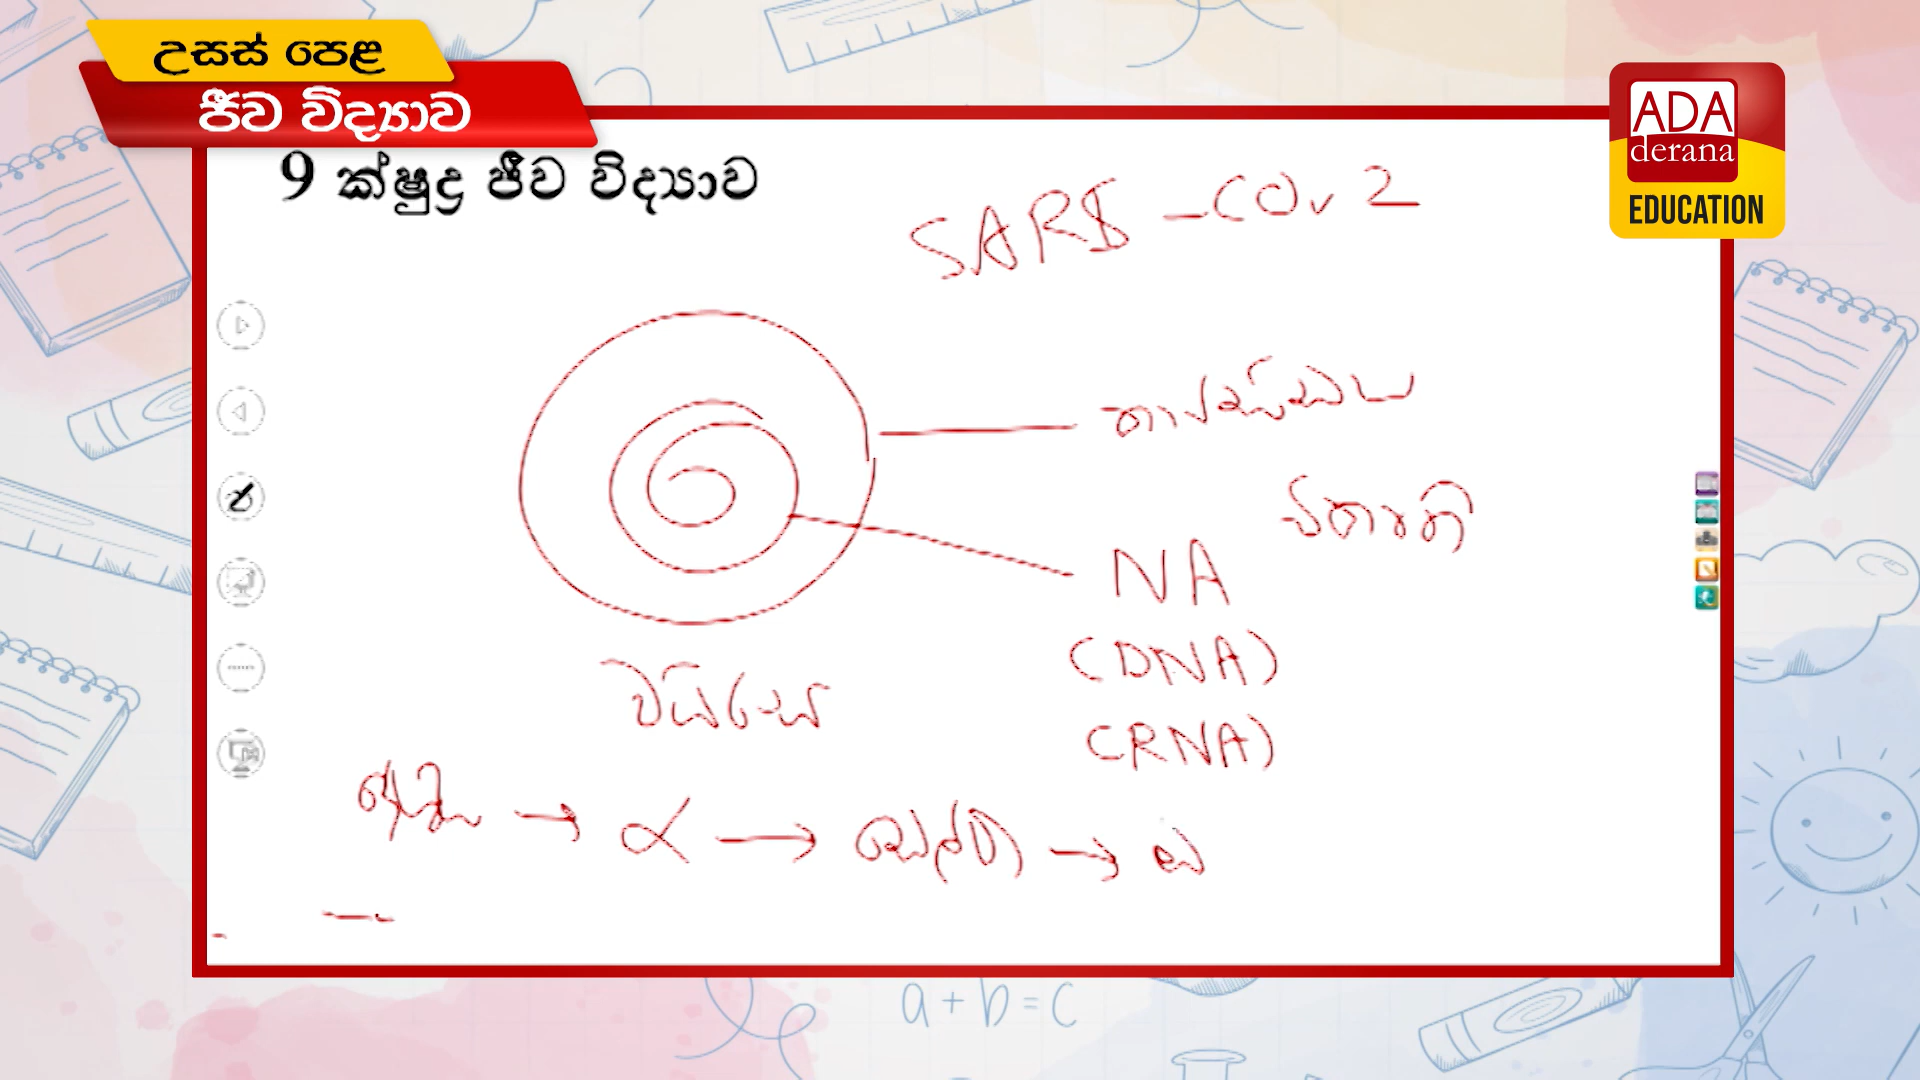 උසස් පෙළ
ජීව විද්‍යාව
ADA
derana
EDUCATION
9 ක්ෂුද්‍ර ජීව විද්‍යාව
SARS-COv 2
NA
(DNA)
(RNA)
වයිරස
→ α → →
a + b = c